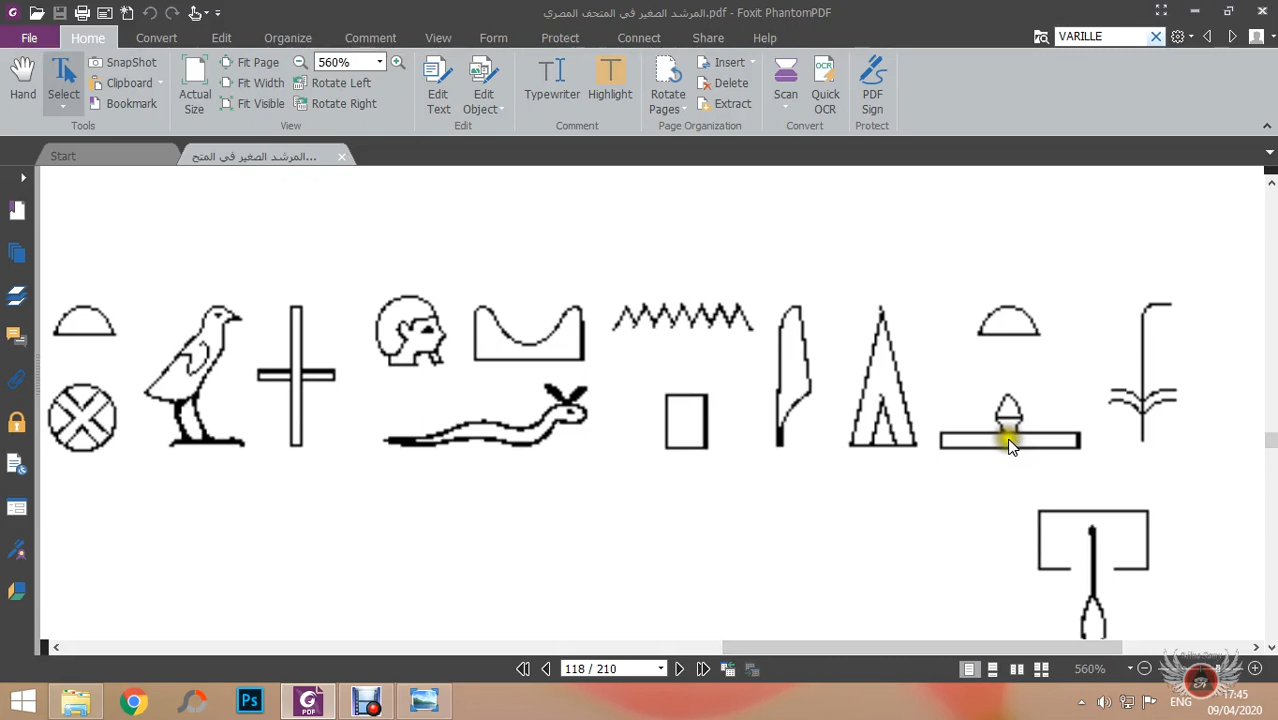 المرشد الصغير في المتحف المصري.pdf - Foxit PhantomPDF
File Home Convert Edit Organize Comment View Form Protect Connect Share Help VARILLE
Hand
Select
SnapShot
Clipboard
Bookmark
Tools
Actual Size
Fit Page
Fit Width
Fit Visible
560%
Rotate Left
Rotate Right
View
Edit Text
Edit Object
Edit
Typewriter
Highlight
Comment
Rotate Pages
Insert
Delete
Extract
Page Organization
Scan
Quick OCR
Convert
PDF Sign
Protect
Start
المرشد الصغير في المتح...
𓇓𓏏𓊵𓏙𓇋𓈖𓊪𓁶𓈋𓆑𓏶𓅱𓏏𓊖
𓉐𓊤
118 / 210
560%
17:45
ENG
09/04/2020